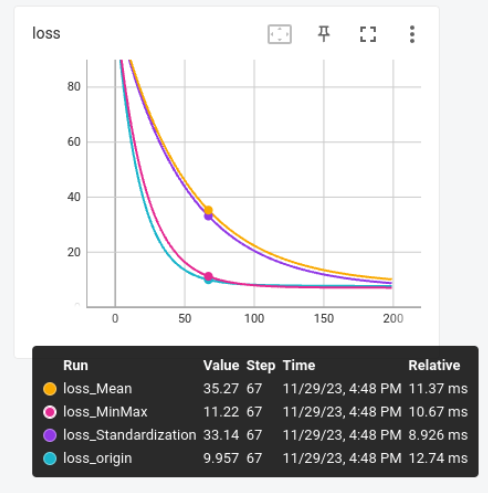 loss
80
60
40
20
0 50 100 150 200
Run Value Step Time Relative
loss_Mean 35.27 67 11/29/23, 4:48 PM 11.37 ms
loss_MinMax 11.22 67 11/29/23, 4:48 PM 10.67 ms
loss_Standardization 33.14 67 11/29/23, 4:48 PM 8.926 ms
loss_origin 9.957 67 11/29/23, 4:48 PM 12.74 ms